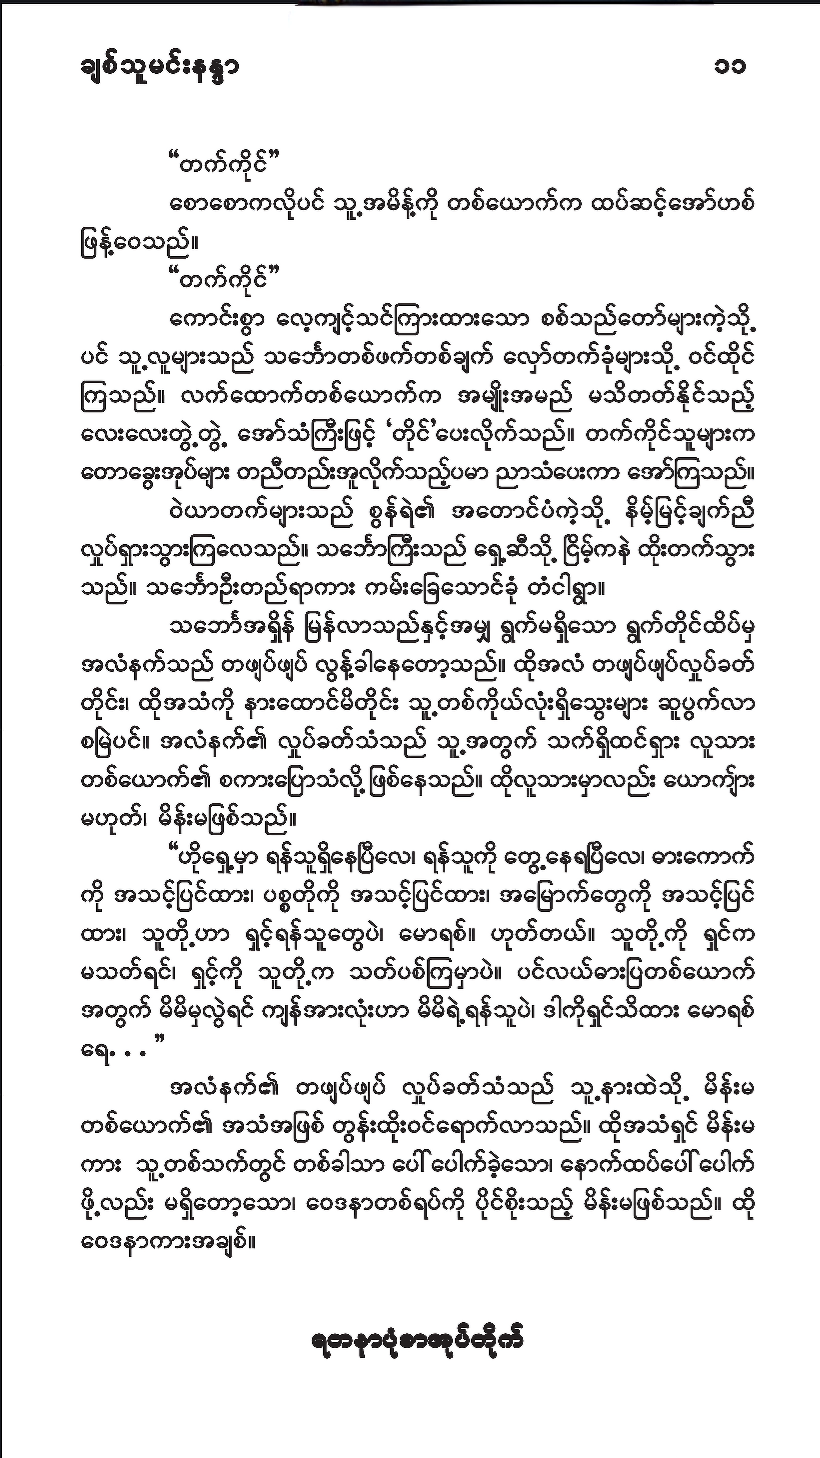 ချစ်သူမင်းနန္ဒာ ၁၁
“တက်ကိုင်”
စောစောကလိုပင် သူ့အမိန့်ကို တစ်ယောက်က ထပ်ဆင့်အော်ဟစ်
ဖြန့်ဝေသည်။
“တက်ကိုင်”
ကောင်းစွာ လေ့ကျင့်သင်ကြားထားသော စစ်သည်တော်များကဲ့သို့
ပင် သူ့လူများသည် သင်္ဘောတစ်ဖက်တစ်ချက် လှော်တက်ခုံများသို့ ဝင်ထိုင်
ကြသည်။ လက်ထောက်တစ်ယောက်က အမျိုးအမည် မသိတတ်နိုင်သည့်
လေးလေးတွဲ့တွဲ့ အော်သံကြီးဖြင့် ‘တိုင်’ပေးလိုက်သည်။ တက်ကိုင်သူများက
တောခွေးအုပ်များ တညီတည်းအူလိုက်သည့်ပမာ ညာသံပေးကာ အော်ကြသည်။
ဝဲယာတက်များသည် စွန်ရဲ၏ အတောင်ပံကဲ့သို့ နိမ့်မြင့်ချက်ညီ
လှုပ်ရှားသွားကြလေသည်။ သင်္ဘောကြီးသည် ရှေ့ဆီသို့ ငြိမ့်ကနဲ ထိုးတက်သွား
သည်။ သင်္ဘောဦးတည်ရာကား ကမ်းခြေသောင်ခုံ တံငါရွာ။
သင်္ဘောအရှိန် မြန်လာသည်နှင့်အမျှ ရွက်မရှိသော ရွက်တိုင်ထိပ်မှ
အလံနက်သည် တဖျပ်ဖျပ် လွန့်ခါနေတော့သည်။ ထိုအလံ တဖျပ်ဖျပ်လှုပ်ခတ်
တိုင်း၊ ထိုအသံကို နားထောင်မိတိုင်း သူ့တစ်ကိုယ်လုံးရှိသွေးများ ဆူပွက်လာ
စမြဲပင်။ အလံနက်၏ လှုပ်ခတ်သံသည် သူ့အတွက် သက်ရှိထင်ရှား လူသား
တစ်ယောက်၏ စကားပြောသံလို့ ဖြစ်နေသည်။ ထိုလူသားမှာလည်း ယောက်ျား
မဟုတ်၊ မိန်းမဖြစ်သည်။
“ဟိုရှေ့မှာ ရန်သူရှိနေပြီလေ၊ ရန်သူကို တွေ့နေရပြီလေ၊ ဓားကောက်
ကို အသင့်ပြင်ထား၊ ပစ္စတိုကို အသင့်ပြင်ထား၊ အမြောက်တွေကို အသင့်ပြင်
ထား၊ သူတို့ဟာ ရှင့်ရန်သူတွေပဲ၊ မောရစ်။ ဟုတ်တယ်။ သူတို့ကို ရှင်က
မသတ်ရင်၊ ရှင့်ကို သူတို့က သတ်ပစ်ကြမှာပဲ။ ပင်လယ်ဓားပြတစ်ယောက်
အတွက် မိမိမှလွဲရင် ကျန်အားလုံးဟာ မိမိရဲ့ရန်သူပဲ၊ ဒါကိုရှင်သိထား မောရစ်
ရေ. . . ”
အလံနက်၏ တဖျပ်ဖျပ် လှုပ်ခတ်သံသည် သူ့နားထဲသို့ မိန်းမ
တစ်ယောက်၏ အသံအဖြစ် တွန်းထိုးဝင်ရောက်လာသည်။ ထိုအသံရှင် မိန်းမ
ကား သူ့တစ်သက်တွင် တစ်ခါသာ ပေါ်ပေါက်ခဲ့သော၊ နောက်ထပ်ပေါ်ပေါက်
ဖို့လည်း မရှိတော့သော၊ ဝေဒနာတစ်ရပ်ကို ပိုင်စိုးသည့် မိန်းမဖြစ်သည်။ ထို
ဝေဒနာကားအချစ်။
ရတနာပုံစာအုပ်တိုက်